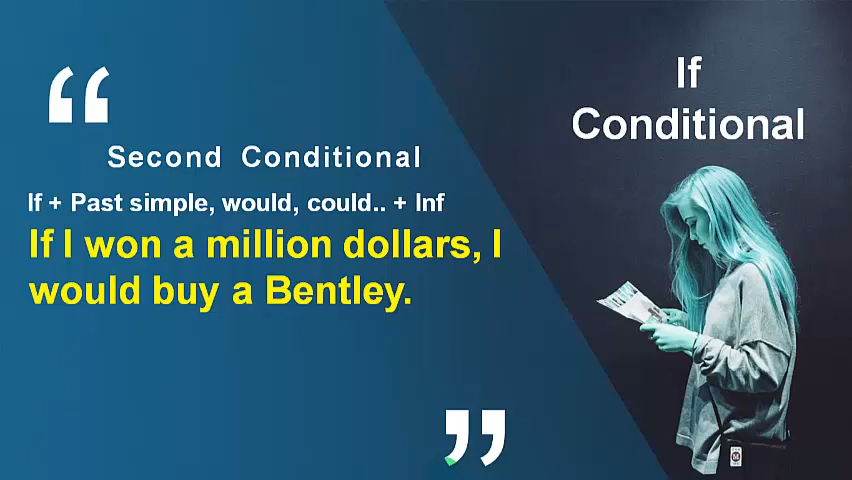 “
If
Conditional
Second Conditional
If + Past simple, would, could.. + Inf
If I won a million dollars, I
would buy a Bentley.
”